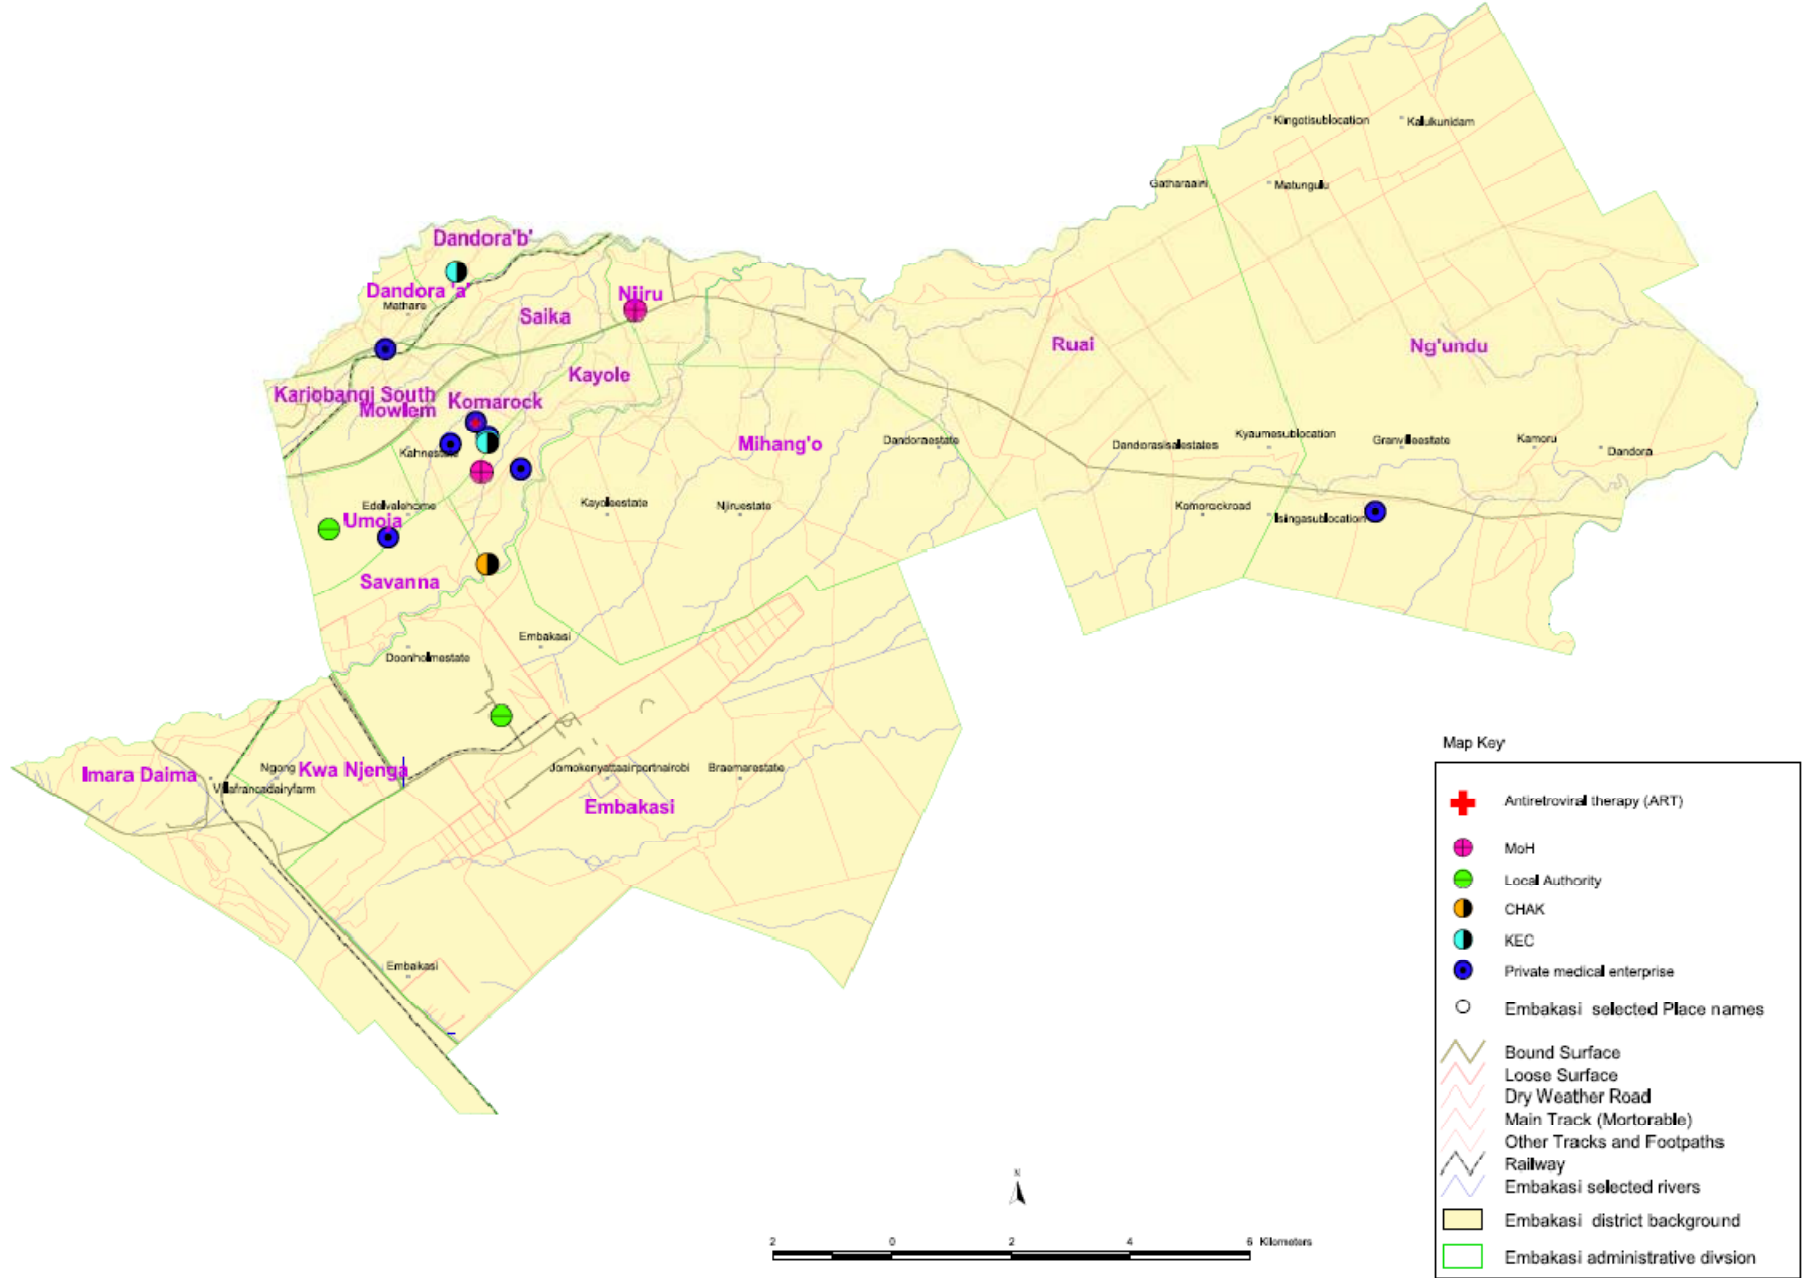 Klngotisublocation
Kalukunidam
Gatharaaini
Matungulu
Dandora'b'
Dandora 'a'
Mathare
Njiru
Saika
Ruai
Ng'undu
Kayole
Kariobangi South
Mowlem
Komarock
Mihang'o
Kahnestate
Dandoraestate
Dandorasisalestates
Kyaumesublocation
Granvilleestate
Kamoru
Dandora
Edelvalehome
Kayoleestate
Njiruestate
Komorockroad
Isingasublocation
Umoja
Savanna
Embakasi
Doonholmestate
Imara Daima
Ngong
Kwa Njenga
Villafrancadairyfarm
Jomokenyattaairportnairobi
Braemarestate
Embakasi
Embakasi
Map Key
Antiretroviral therapy (ART)
MoH
Local Authority
CHAK
KEC
Private medical enterprise
Embakasi selected Place names
Bound Surface
Loose Surface
Dry Weather Road
Main Track (Mortorable)
Other Tracks and Footpaths
Railway
Embakasi selected rivers
Embakasi district background
Embakasi administrative divsion
N
2 0 2 4 6 Kilometers